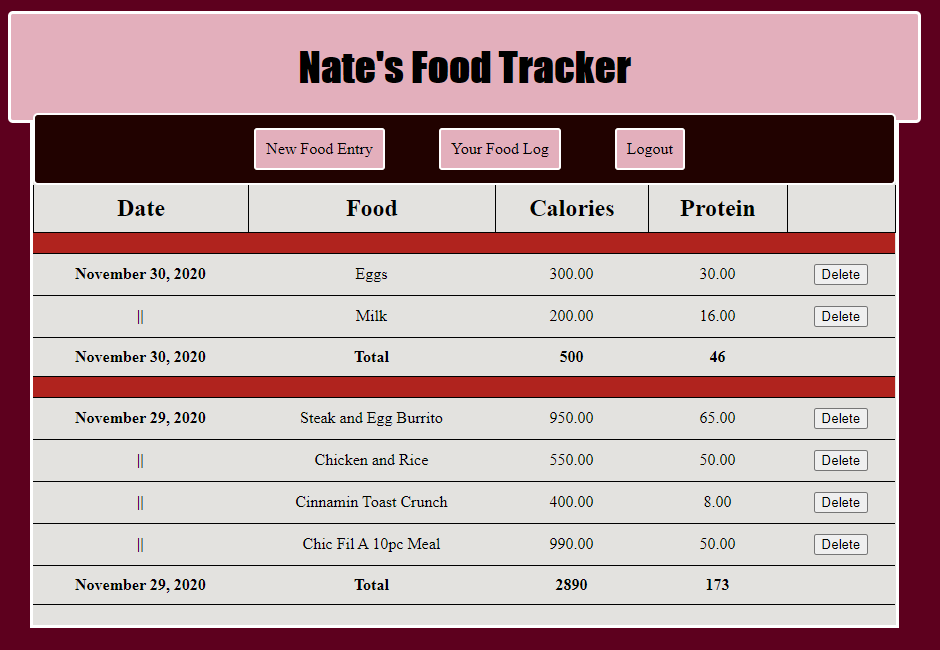 Nate's Food Tracker
New Food Entry Your Food Log Logout
Date Food Calories Protein
November 30, 2020 Eggs 300.00 30.00 Delete
|| Milk 200.00 16.00 Delete
November 30, 2020 Total 500 46
November 29, 2020 Steak and Egg Burrito 950.00 65.00 Delete
|| Chicken and Rice 550.00 50.00 Delete
|| Cinnamin Toast Crunch 400.00 8.00 Delete
|| Chic Fil A 10pc Meal 990.00 50.00 Delete
November 29, 2020 Total 2890 173